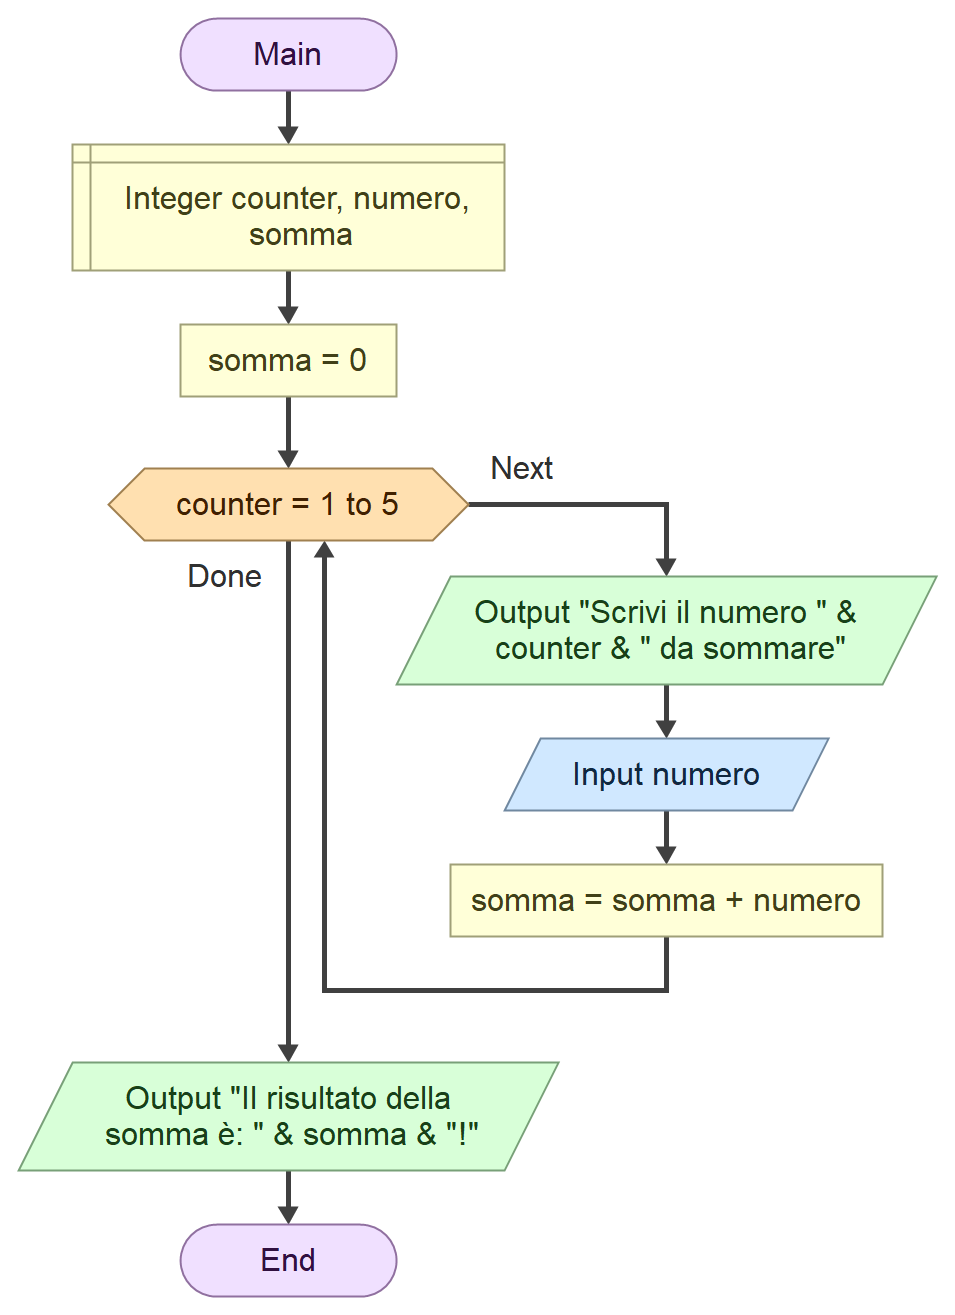 Main
Integer counter, numero,
somma
somma = 0
counter = 1 to 5
Next
Done
Output "Scrivi il numero " &
counter & " da sommare"
Input numero
somma = somma + numero
Output "Il risultato della
somma è: " & somma & "!"
End